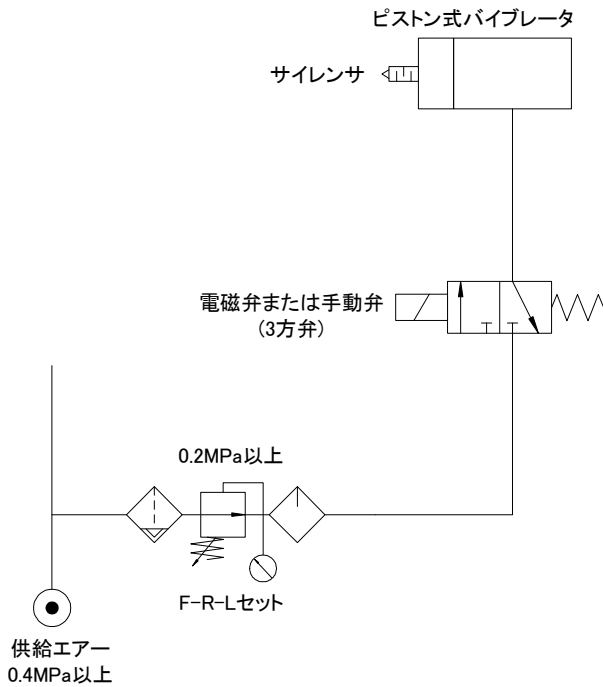 ピストン式バイブレータ
サイレンサ
電磁弁または手動弁
(3方弁)
0.2MPa以上
F-R-Lセット
供給エアー
0.4MPa以上